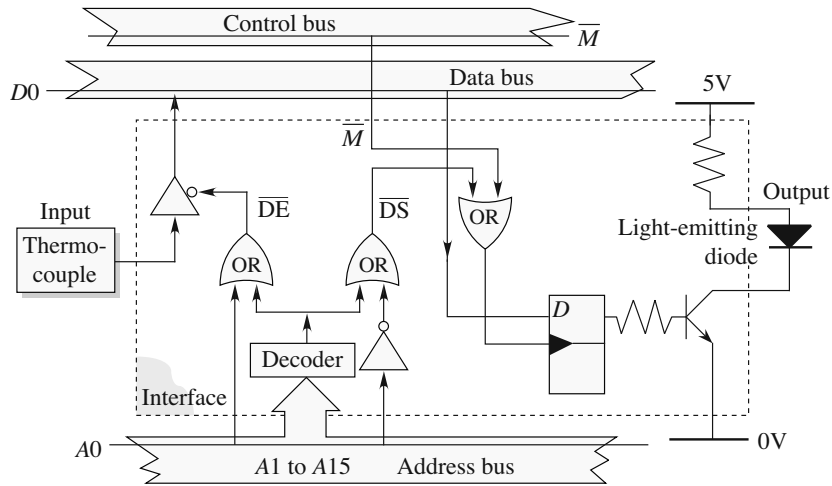 Control bus
M̅
Data bus
D0
5V
M̅
D̅E̅
D̅S̅
OR
Output
Input
Light-emitting
diode
Thermo-
couple
OR
OR
D
Decoder
Interface
A0
A1 to A15 Address bus
0V